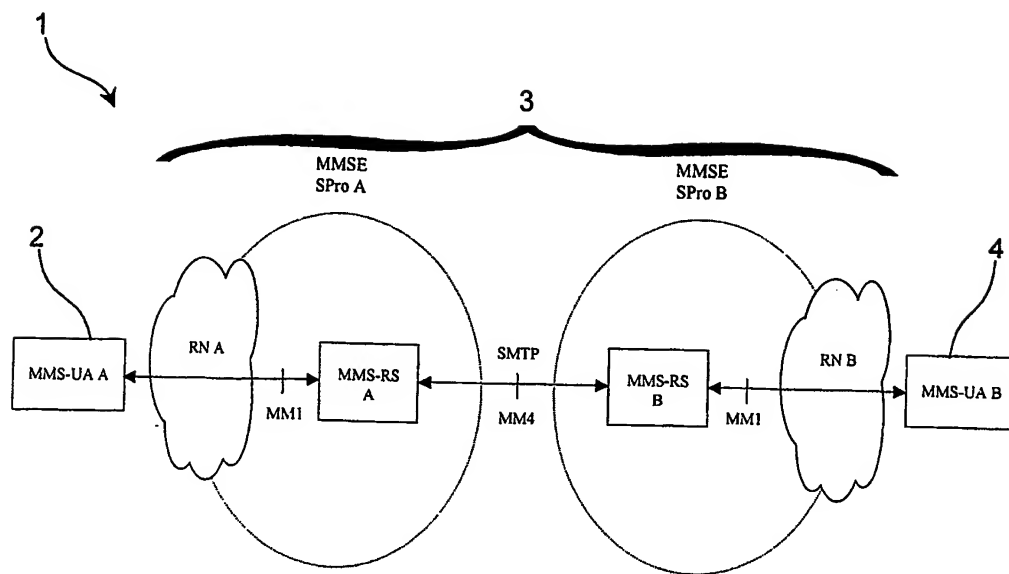 1
3
MMSE
SPro A
MMSE
SPro B
2
4
RN A
RN B
MMS-UA A
MMS-RS
A
SMTP
MMS-RS
B
MMS-UA B
MM1
MM4
MM1